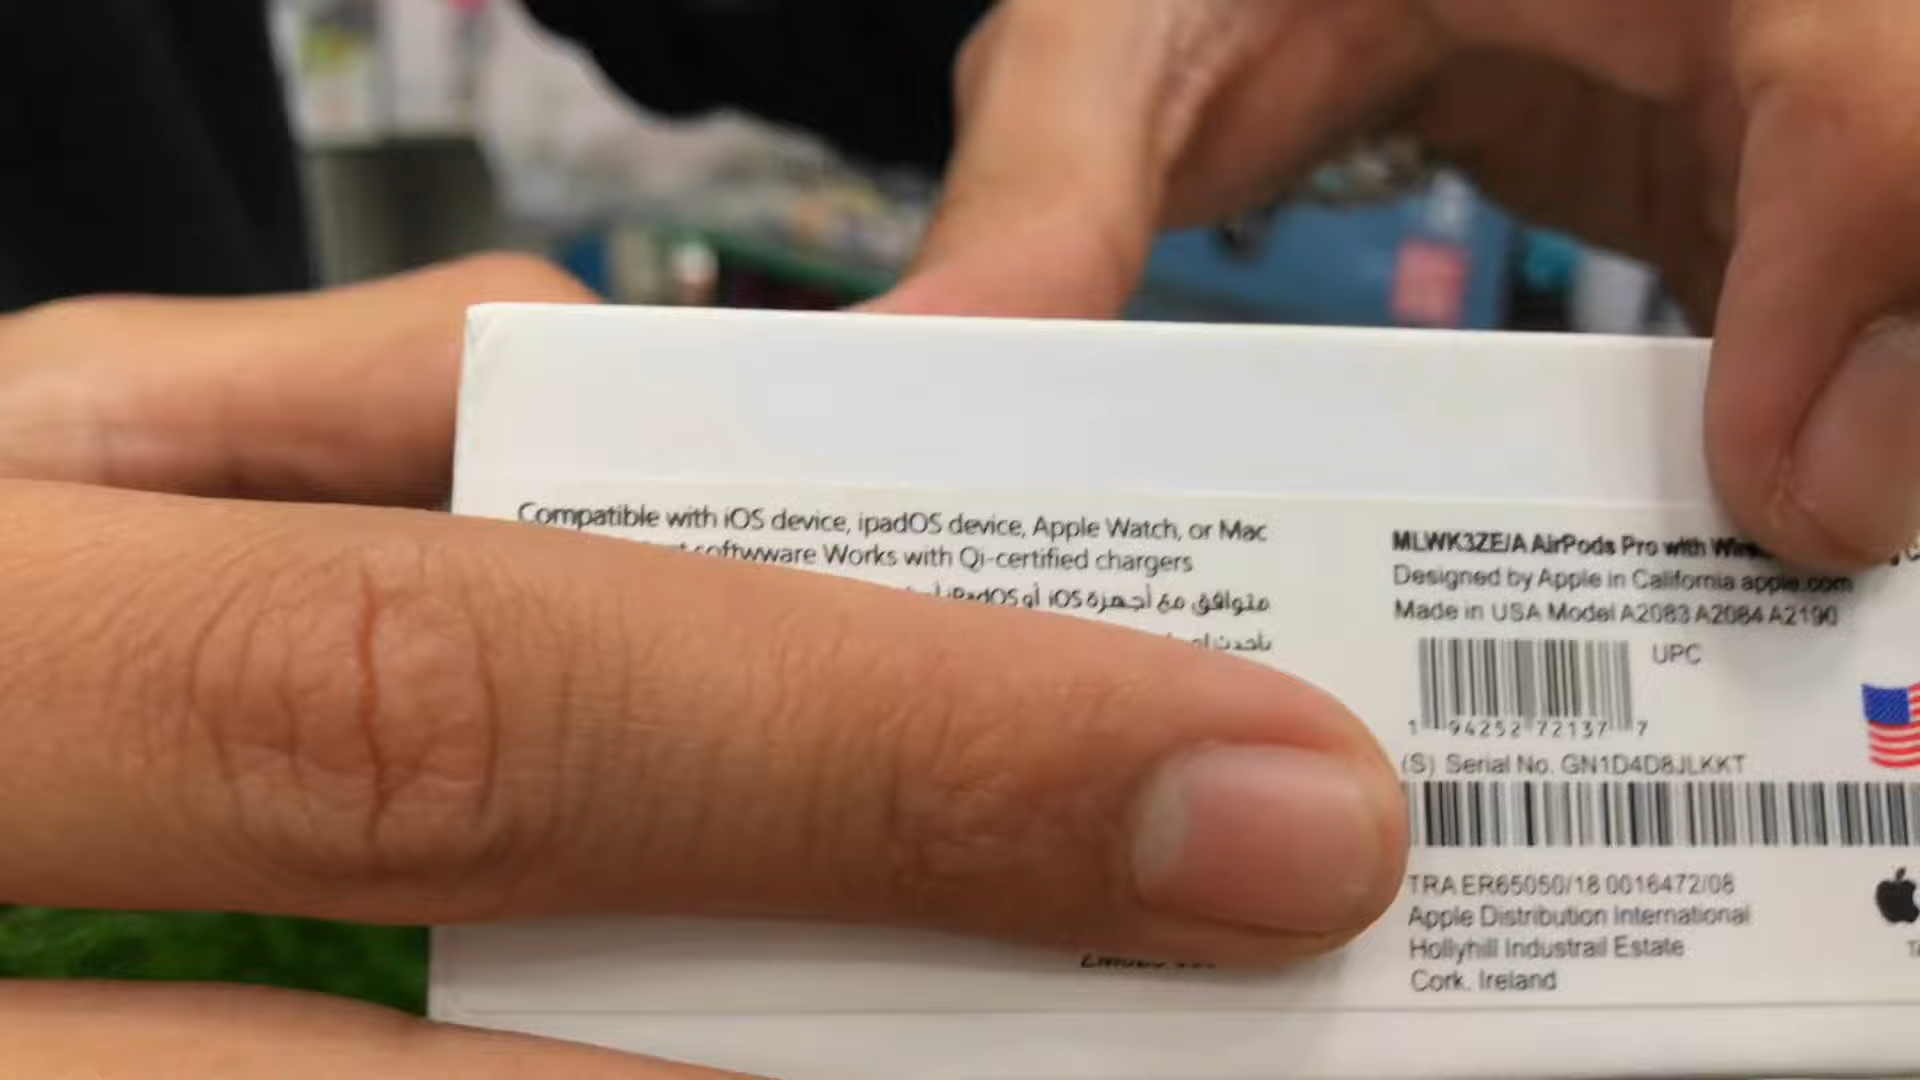 Compatible with iOS device, ipadOS device, Apple Watch, or Mac
softwware Works with Qi-certified chargers
متوافق مع أجهزة iOS أو iPadOS
بأحدث
MLWK3ZE/A AirPods Pro with
Designed by Apple in California apple.com
Made in USA Model A2083 A2084 A2190
UPC
1 94252 72137 7
(S) Serial No. GN1D4D8JLKKT
TRA ER65050/18 0016472/08
Apple Distribution International
Hollyhill Industrail Estate
Cork. Ireland